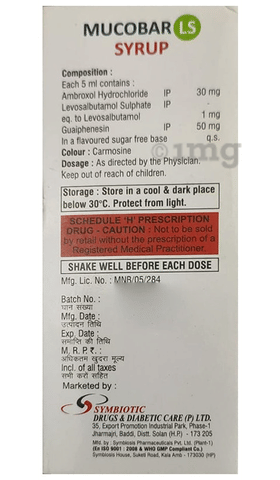 MUCOBAR LS
SYRUP
Composition :
Each 5 ml contains :
Ambroxol Hydrochloride IP 30 mg
Levosalbutamol Sulphate IP
eq. to Levosalbutamol 1 mg
Guaiphenesin IP 50 mg
In a flavoured sugar free base q.s.
Colour : Carmosine
Dosage : As directed by the Physician.
Keep out of reach of children.
1mg
Storage : Store in a cool & dark place
below 30°C. Protect from light.
SCHEDULE 'H' PRESCRIPTION
DRUG - CAUTION : Not to be sold
by retail without the prescription of a
Registered Medical Practitioner.
SHAKE WELL BEFORE EACH DOSE
Mfg. Lic. No.: MNB/05/284
Batch No. :
घान संख्या
Mfg. Date :
उत्पादन तिथि
Exp. Date :
समाप्ति की तिथि
M. R. P. ₹. :
अधिकतम खुदरा मूल्य
Incl. of all taxes
सभी करो सहित
Marketed by :
SYMBIOTIC
DRUGS & DIABETIC CARE (P) LTD.
35, Export Promotion Industrial Park, Phase-1
Jharmajri, Baddi, Distt. Solan (H.P.) - 173 205
Mfg. by : Symbiosis Pharmaceuticals Pvt. Ltd. (Plant-1)
(En ISO 9001 : 2008 & WHO GMP Compliant Co.)
Symbiosis House, Suketi Road, Kala Amb - 173030 (HP)